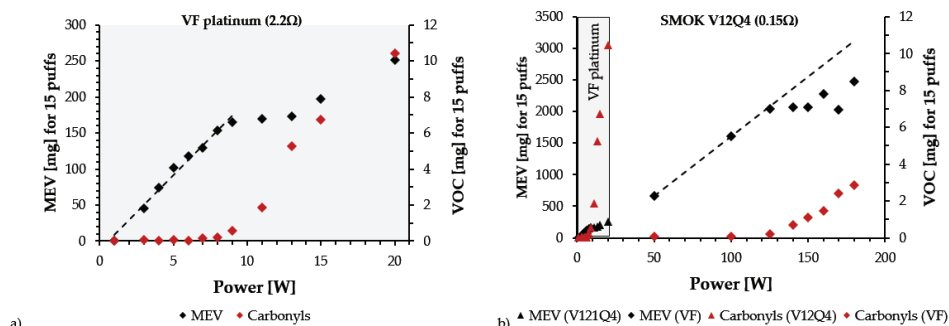 VF platinum (2.2Ω)
MEV [mg] for 15 puffs
300
250
200
150
100
50
0
12
10
8
6
4
2
0
VOC [mg] for 15 puffs
0 5 10 15 20
Power [W]
MEV Carbonyls
a)
SMOK V12Q4 (0.15Ω)
MEV [mg] for 15 puffs
3500
3000
2500
2000
1500
1000
500
0
VF platinum
12
10
8
6
4
2
0
VOC [mg] for 15 puffs
0 50 100 150 200
Power [W]
b) MEV (V121Q4) MEV (VF) Carbonyls (V12Q4) Carbonyls (VF)